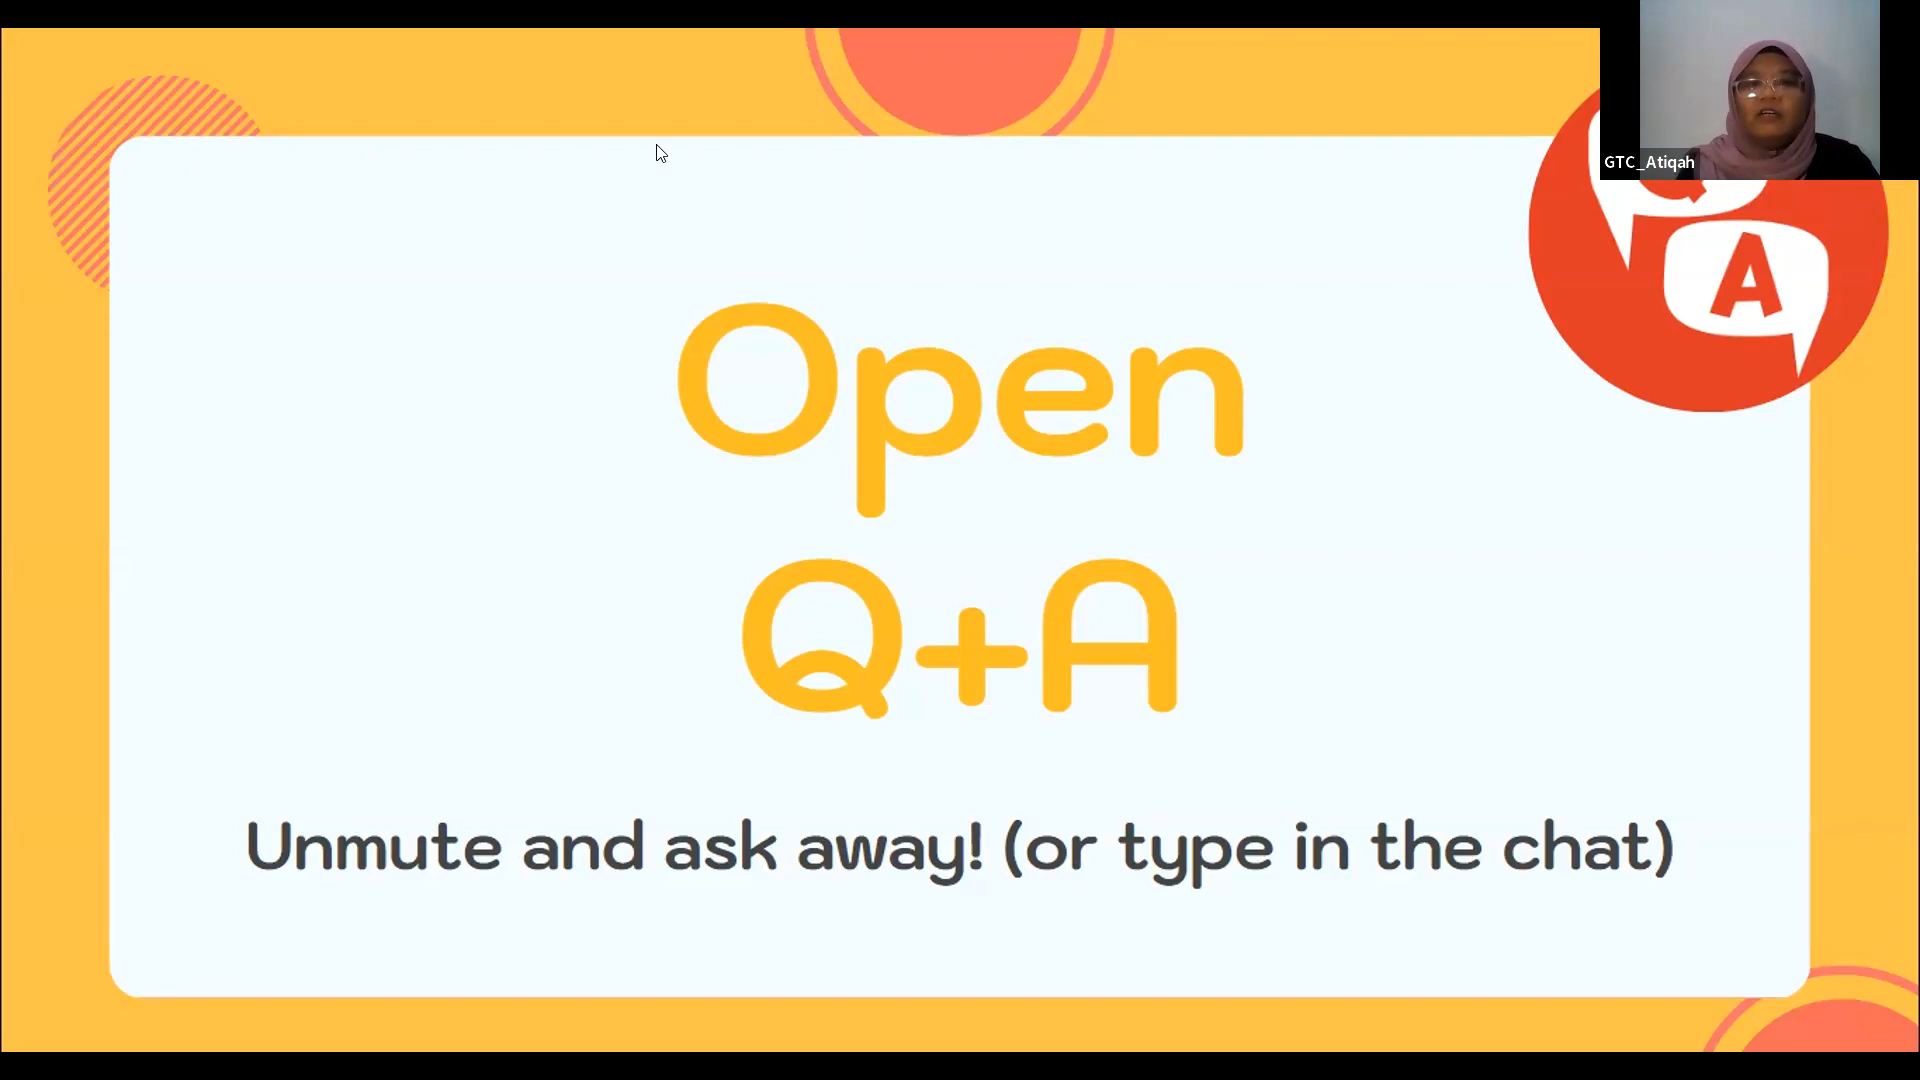 GTC_Atiqah
A
Open
Q+A
Unmute and ask away! (or type in the chat)